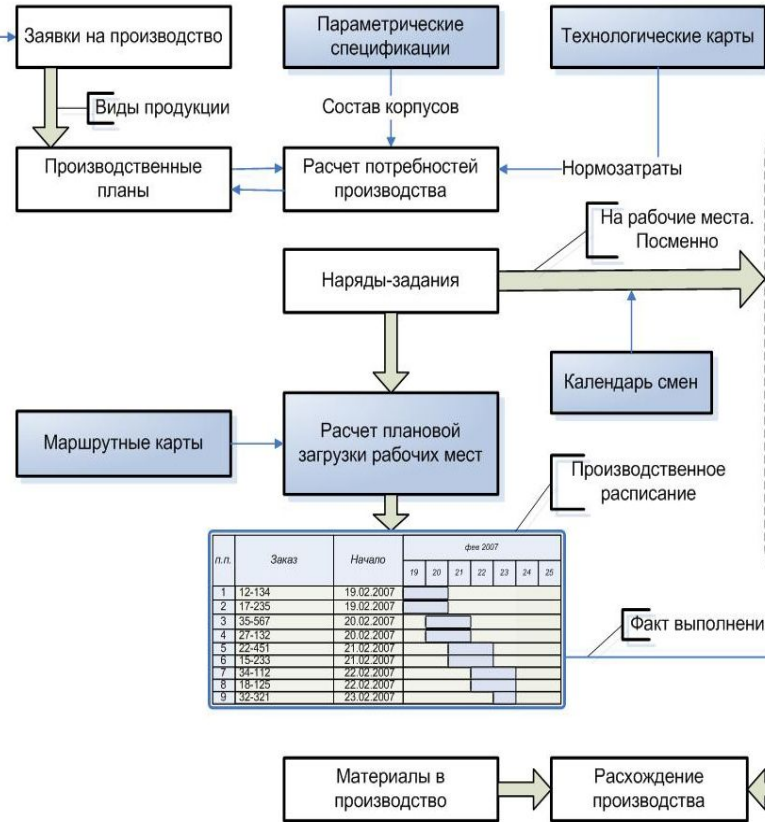 Заявки на производство
Параметрические
спецификации
Технологические карты
Виды продукции
Состав корпусов
Производственные
планы
Расчет потребностей
производства
Нормозатраты
На рабочие места.
Посменно
Наряды-задания
Календарь смен
Маршрутные карты
Расчет плановой
загрузки рабочих мест
Производственное
расписание
п.п. Заказ Начало фев 2007
19 20 21 22 23 24 25
1 12-134 19.02.2007
2 17-235 19.02.2007
3 35-567 20.02.2007
4 27-132 20.02.2007
5 22-451 21.02.2007
6 15-233 21.02.2007
7 34-112 22.02.2007
8 18-125 22.02.2007
9 32-321 23.02.2007
Факт выполнени
Материалы в
производство
Расхождение
производства